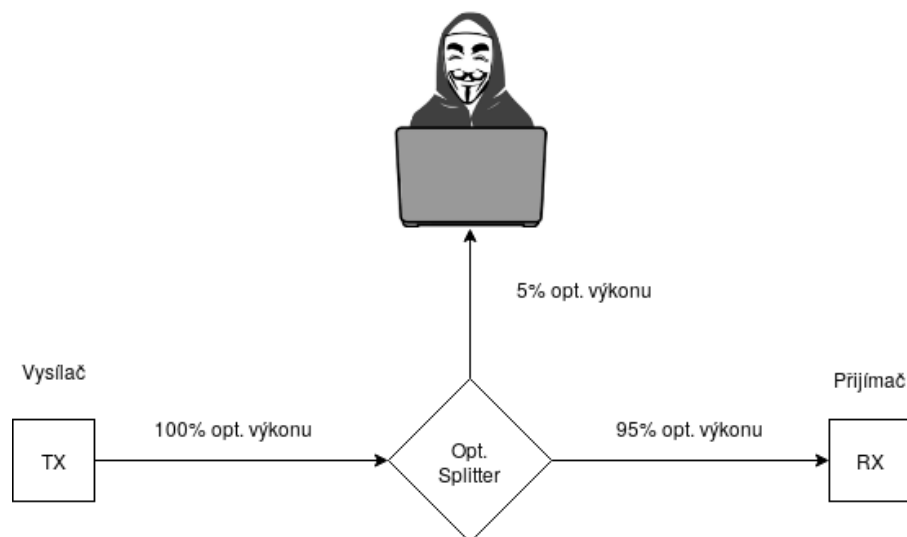 5% opt. výkonu
Vysílač
Přijímač
100% opt. výkonu
95% opt. výkonu
TX
Opt.
Splitter
RX